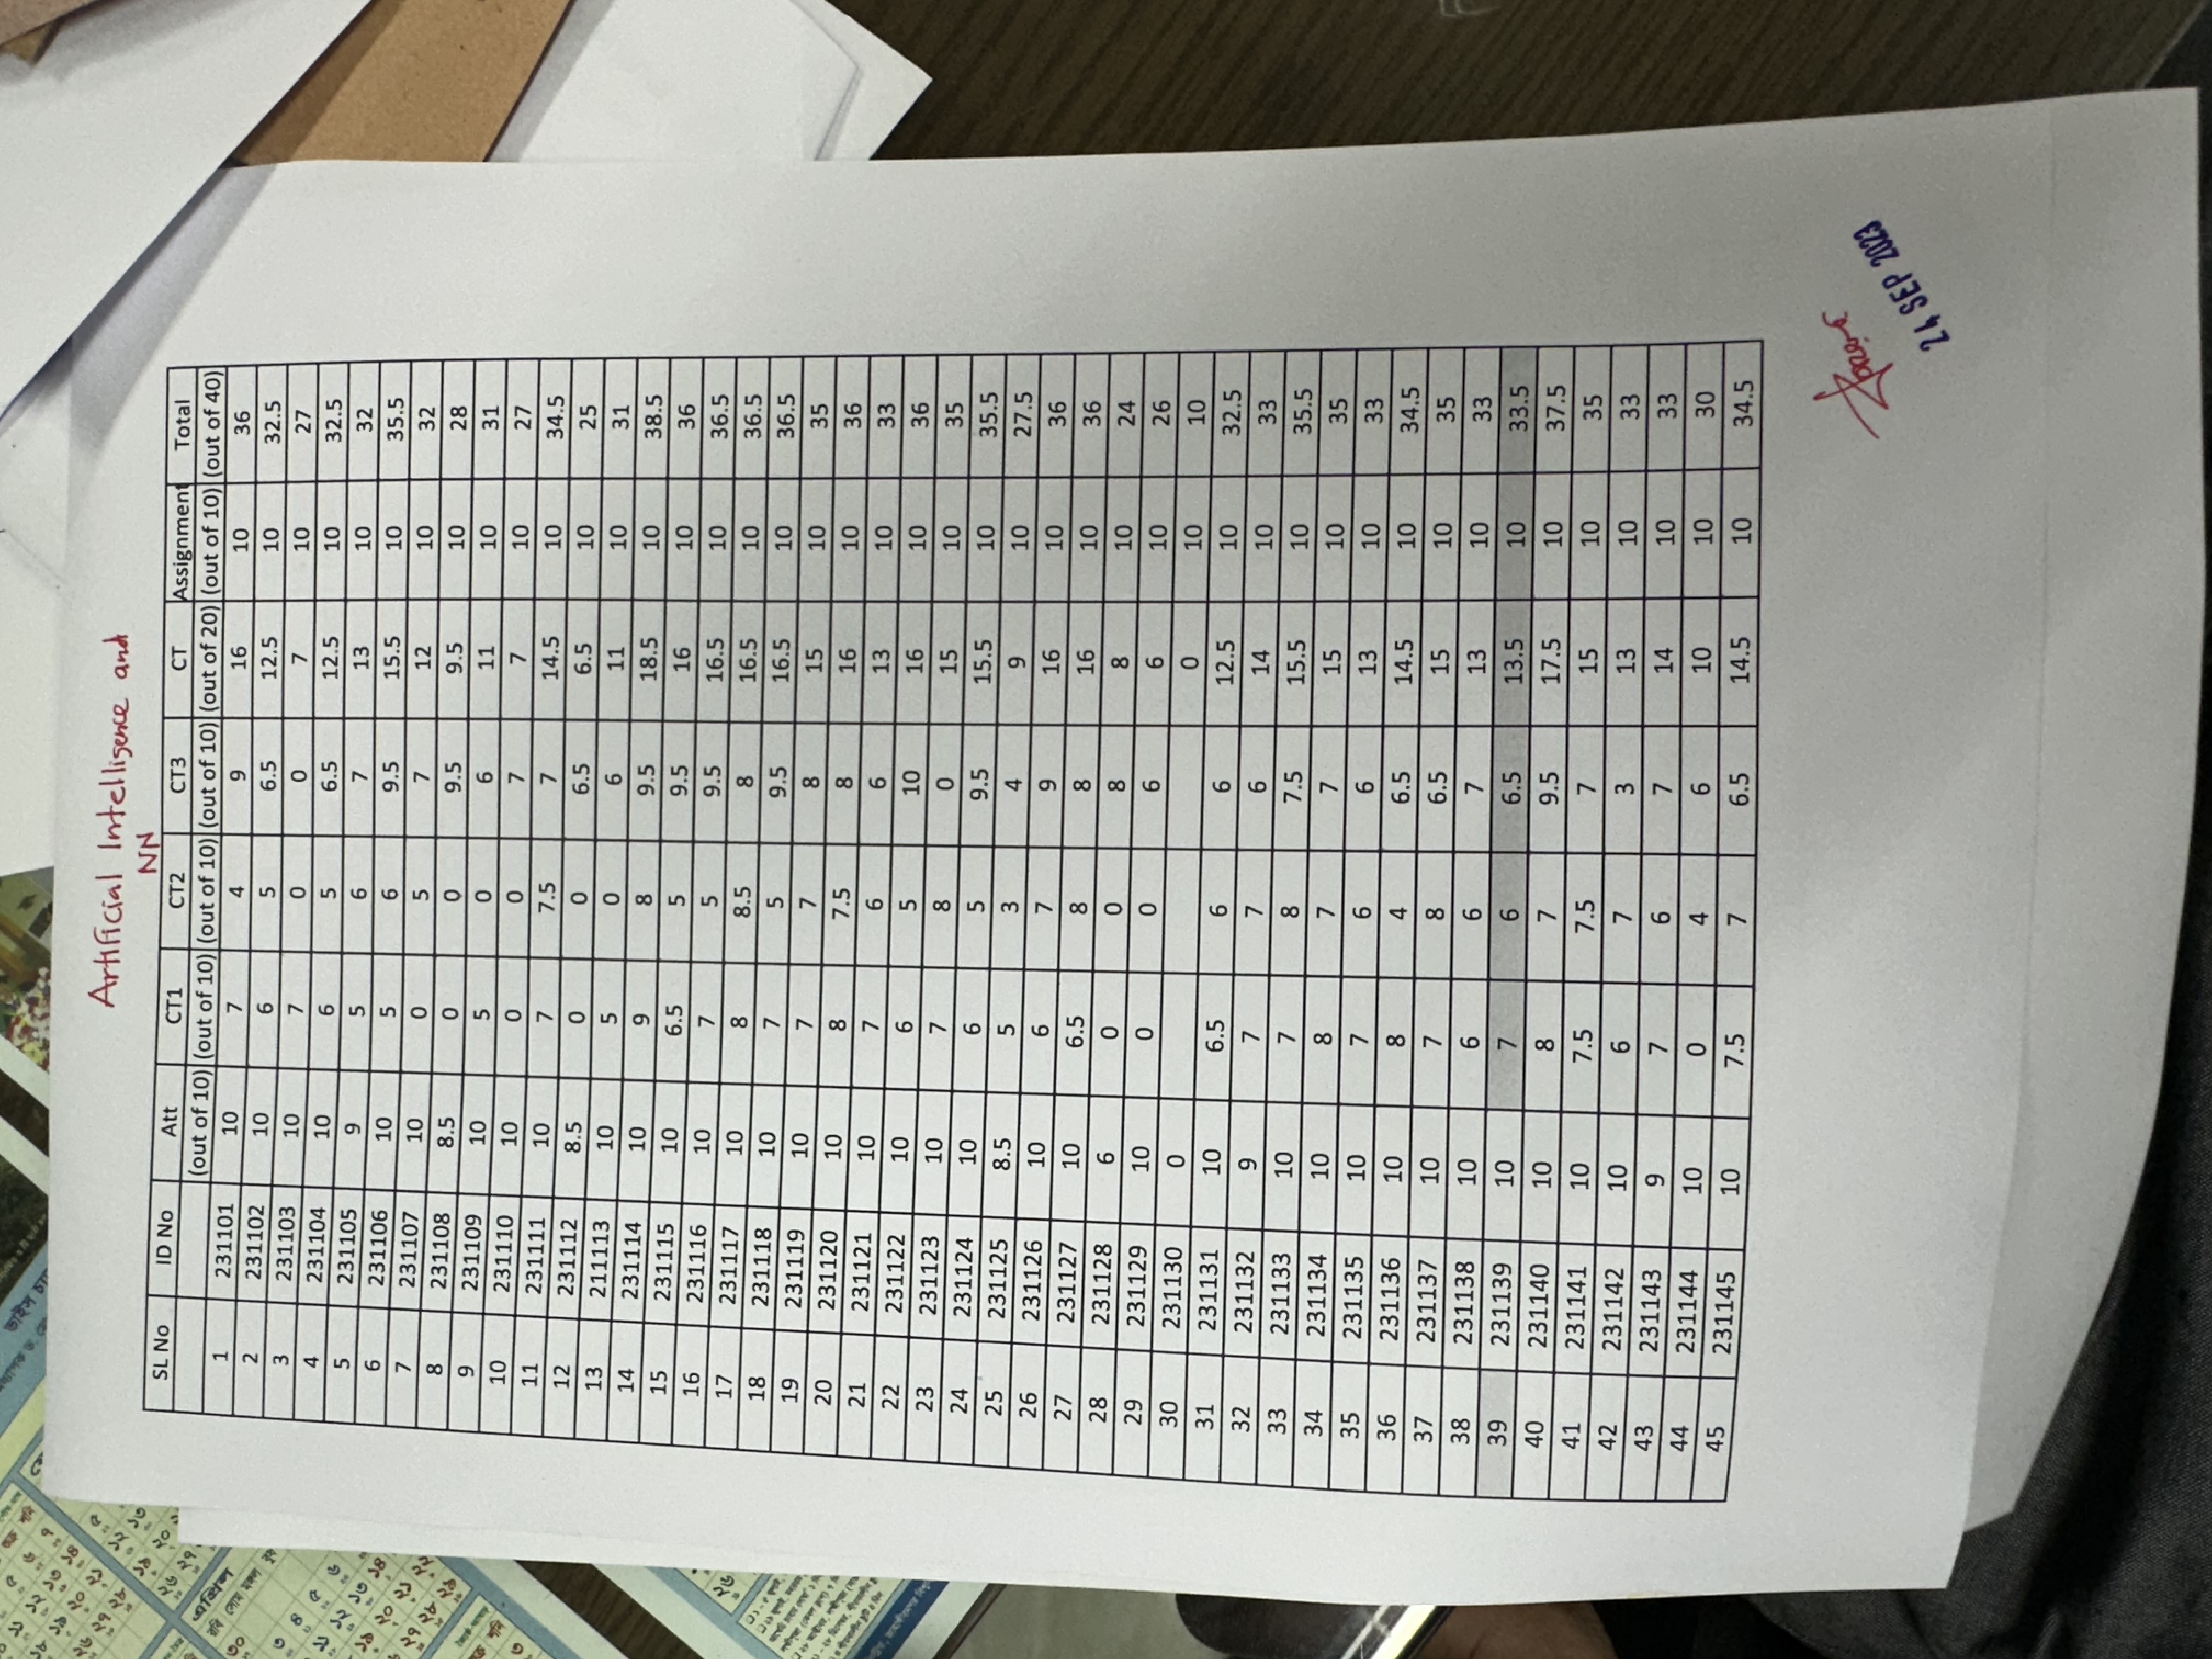 Artificial Intelligence and
NN
SL No ID No Att CT1 CT2 CT3 CT Assignment Total
(out of 10) (out of 10) (out of 10) (out of 10) (out of 20) (out of 10) (out of 40)
1 231101 10 7 4 9 16 10 36
2 231102 10 6 5 6.5 12.5 10 32.5
3 231103 10 7 0 0 7 10 27
4 231104 10 6 5 6.5 12.5 10 32.5
5 231105 9 5 6 7 13 10 32
6 231106 10 5 6 9.5 15.5 10 35.5
7 231107 10 0 5 7 12 10 32
8 231108 8.5 0 0 9.5 9.5 10 28
9 231109 10 5 0 6 11 10 31
10 231110 10 0 0 7 7 10 27
11 231111 10 7 7.5 7 14.5 10 34.5
12 231112 8.5 0 0 6.5 6.5 10 25
13 211113 10 5 0 6 11 10 31
14 231114 10 9 8 9.5 18.5 10 38.5
15 231115 10 6.5 5 9.5 16 10 36
16 231116 10 7 5 9.5 16.5 10 36.5
17 231117 10 8 8.5 8 16.5 10 36.5
18 231118 10 7 5 9.5 16.5 10 36.5
19 231119 10 7 7 8 15 10 35
20 231120 10 8 7.5 8 16 10 36
21 231121 10 7 6 6 13 10 33
22 231122 10 6 5 10 16 10 36
23 231123 10 7 8 0 15 10 35
24 231124 10 6 5 9.5 15.5 10 35.5
25 231125 8.5 5 3 4 9 10 27.5
26 231126 10 6 7 9 16 10 36
27 231127 10 6.5 8 8 16 10 36
28 231128 6 0 0 8 8 10 24
29 231129 10 0 0 6 6 10 26
30 231130 0 0 10 10
31 231131 10 6.5 6 6 12.5 10 32.5
32 231132 9 7 7 6 14 10 33
33 231133 10 7 8 7.5 15.5 10 35.5
34 231134 10 8 7 7 15 10 35
35 231135 10 7 6 6 13 10 33
36 231136 10 8 4 6.5 14.5 10 34.5
37 231137 10 7 8 6.5 15 10 35
38 231138 10 6 6 7 13 10 33
39 231139 10 7 6 6.5 13.5 10 33.5
40 231140 10 8 7 9.5 17.5 10 37.5
41 231141 10 7.5 7.5 7 15 10 35
42 231142 10 6 7 3 13 10 33
43 231143 9 7 6 7 14 10 33
44 231144 10 0 4 6 10 10 30
45 231145 10 7.5 7 6.5 14.5 10 34.5
24 SEP 2023